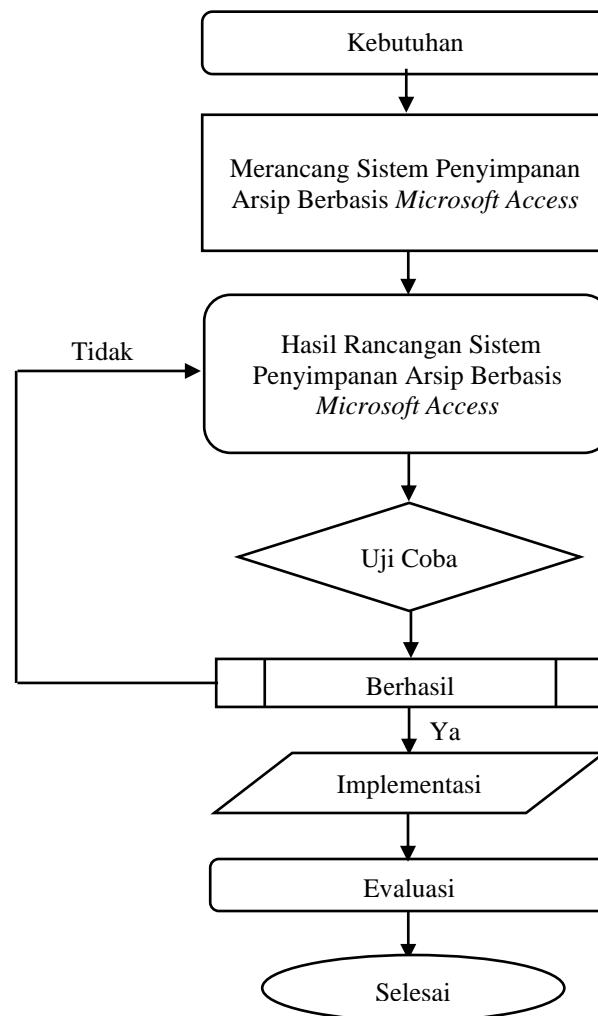 Kebutuhan
Merancang Sistem Penyimpanan
Arsip Berbasis Microsoft Access
Tidak
Hasil Rancangan Sistem
Penyimpanan Arsip Berbasis
Microsoft Access
Uji Coba
Berhasil
Ya
Implementasi
Evaluasi
Selesai